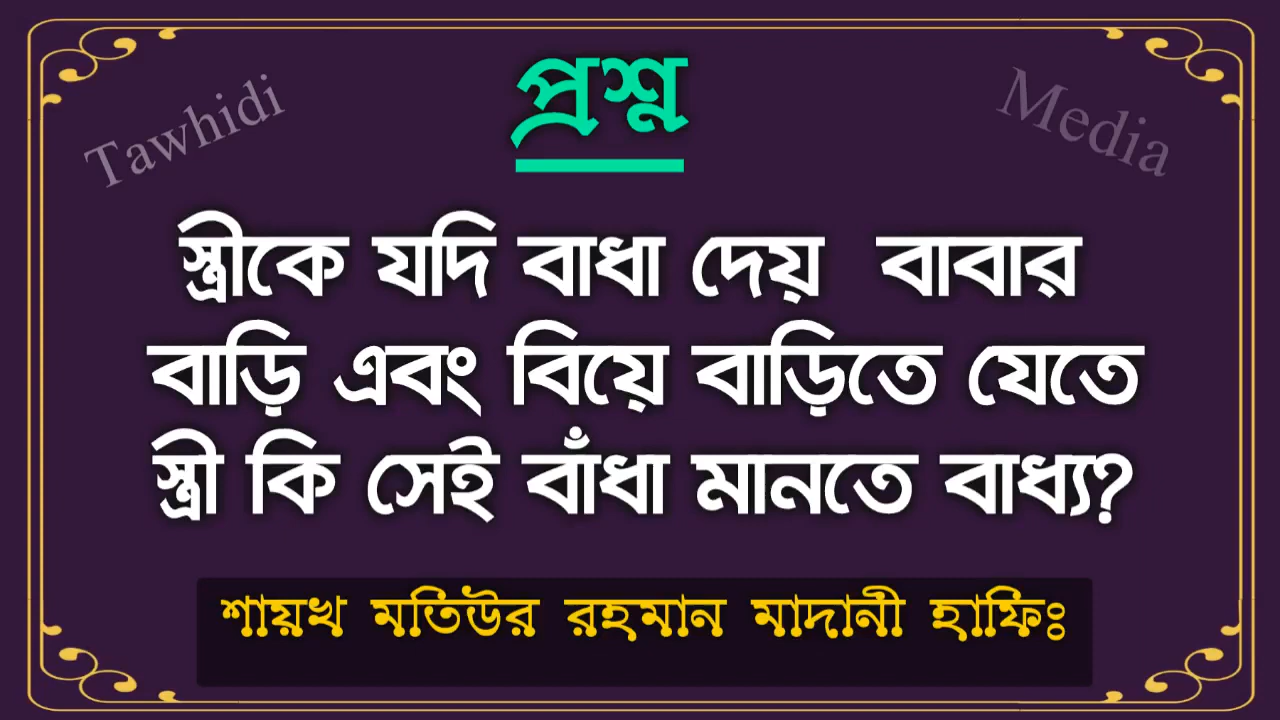 প্রশ্ন
Tawhidi
Media
স্ত্রীকে যদি বাধা দেয় বাবার
বাড়ি এবং বিয়ে বাড়িতে যেতে
স্ত্রী কি সেই বাঁধা মানতে বাধ্য?
শায়খ মতিউর রহমান মাদানী হাফিঃ